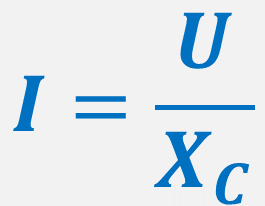 I = U / X_C